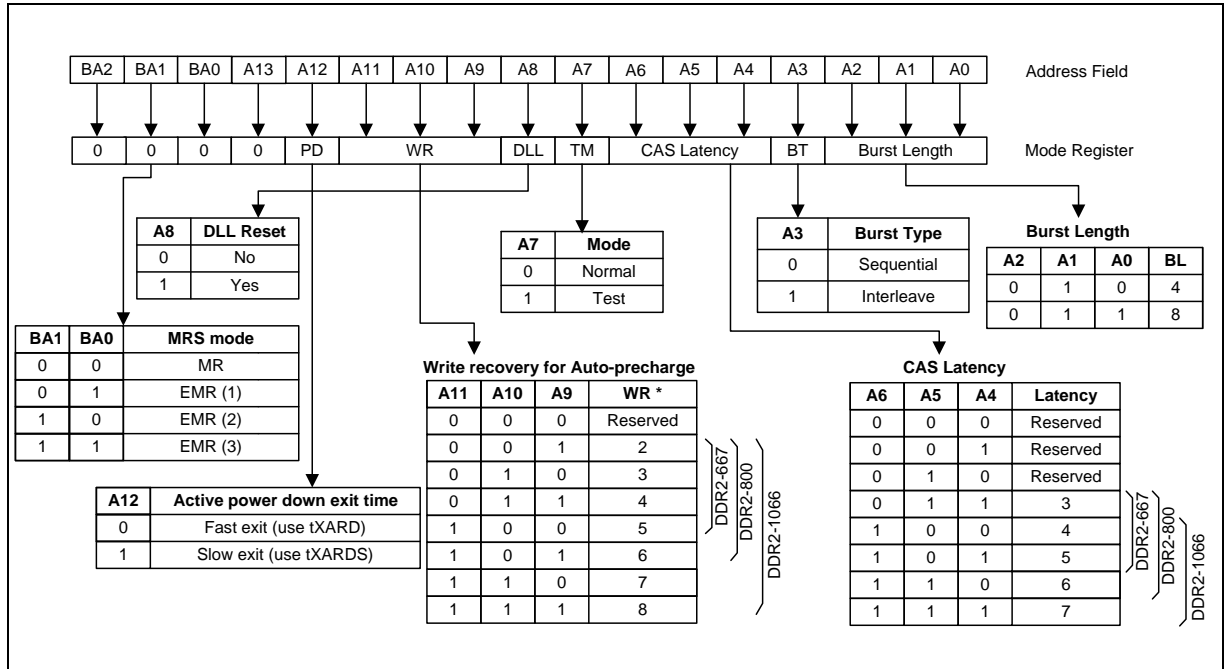 BA2 BA1 BA0 A13 A12 A11 A10 A9 A8 A7 A6 A5 A4 A3 A2 A1 A0 Address Field
0 0 0 0 PD WR DLL TM CAS Latency BT Burst Length Mode Register
A8 DLL Reset
0 No
1 Yes
A7 Mode
0 Normal
1 Test
A3 Burst Type
0 Sequential
1 Interleave
Burst Length
A2 A1 A0 BL
0 1 0 4
0 1 1 8
BA1 BA0 MRS mode
0 0 MR
0 1 EMR (1)
1 0 EMR (2)
1 1 EMR (3)
A12 Active power down exit time
0 Fast exit (use tXARD)
1 Slow exit (use tXARDS)
Write recovery for Auto-precharge
A11 A10 A9 WR *
0 0 0 Reserved
0 0 1 2
0 1 0 3
0 1 1 4
1 0 0 5
1 0 1 6
1 1 0 7
1 1 1 8
DDR2-667
DDR2-800
DDR2-1066
CAS Latency
A6 A5 A4 Latency
0 0 0 Reserved
0 0 1 Reserved
0 1 0 Reserved
0 1 1 3
1 0 0 4
1 0 1 5
1 1 0 6
1 1 1 7
DDR2-667
DDR2-800
DDR2-1066